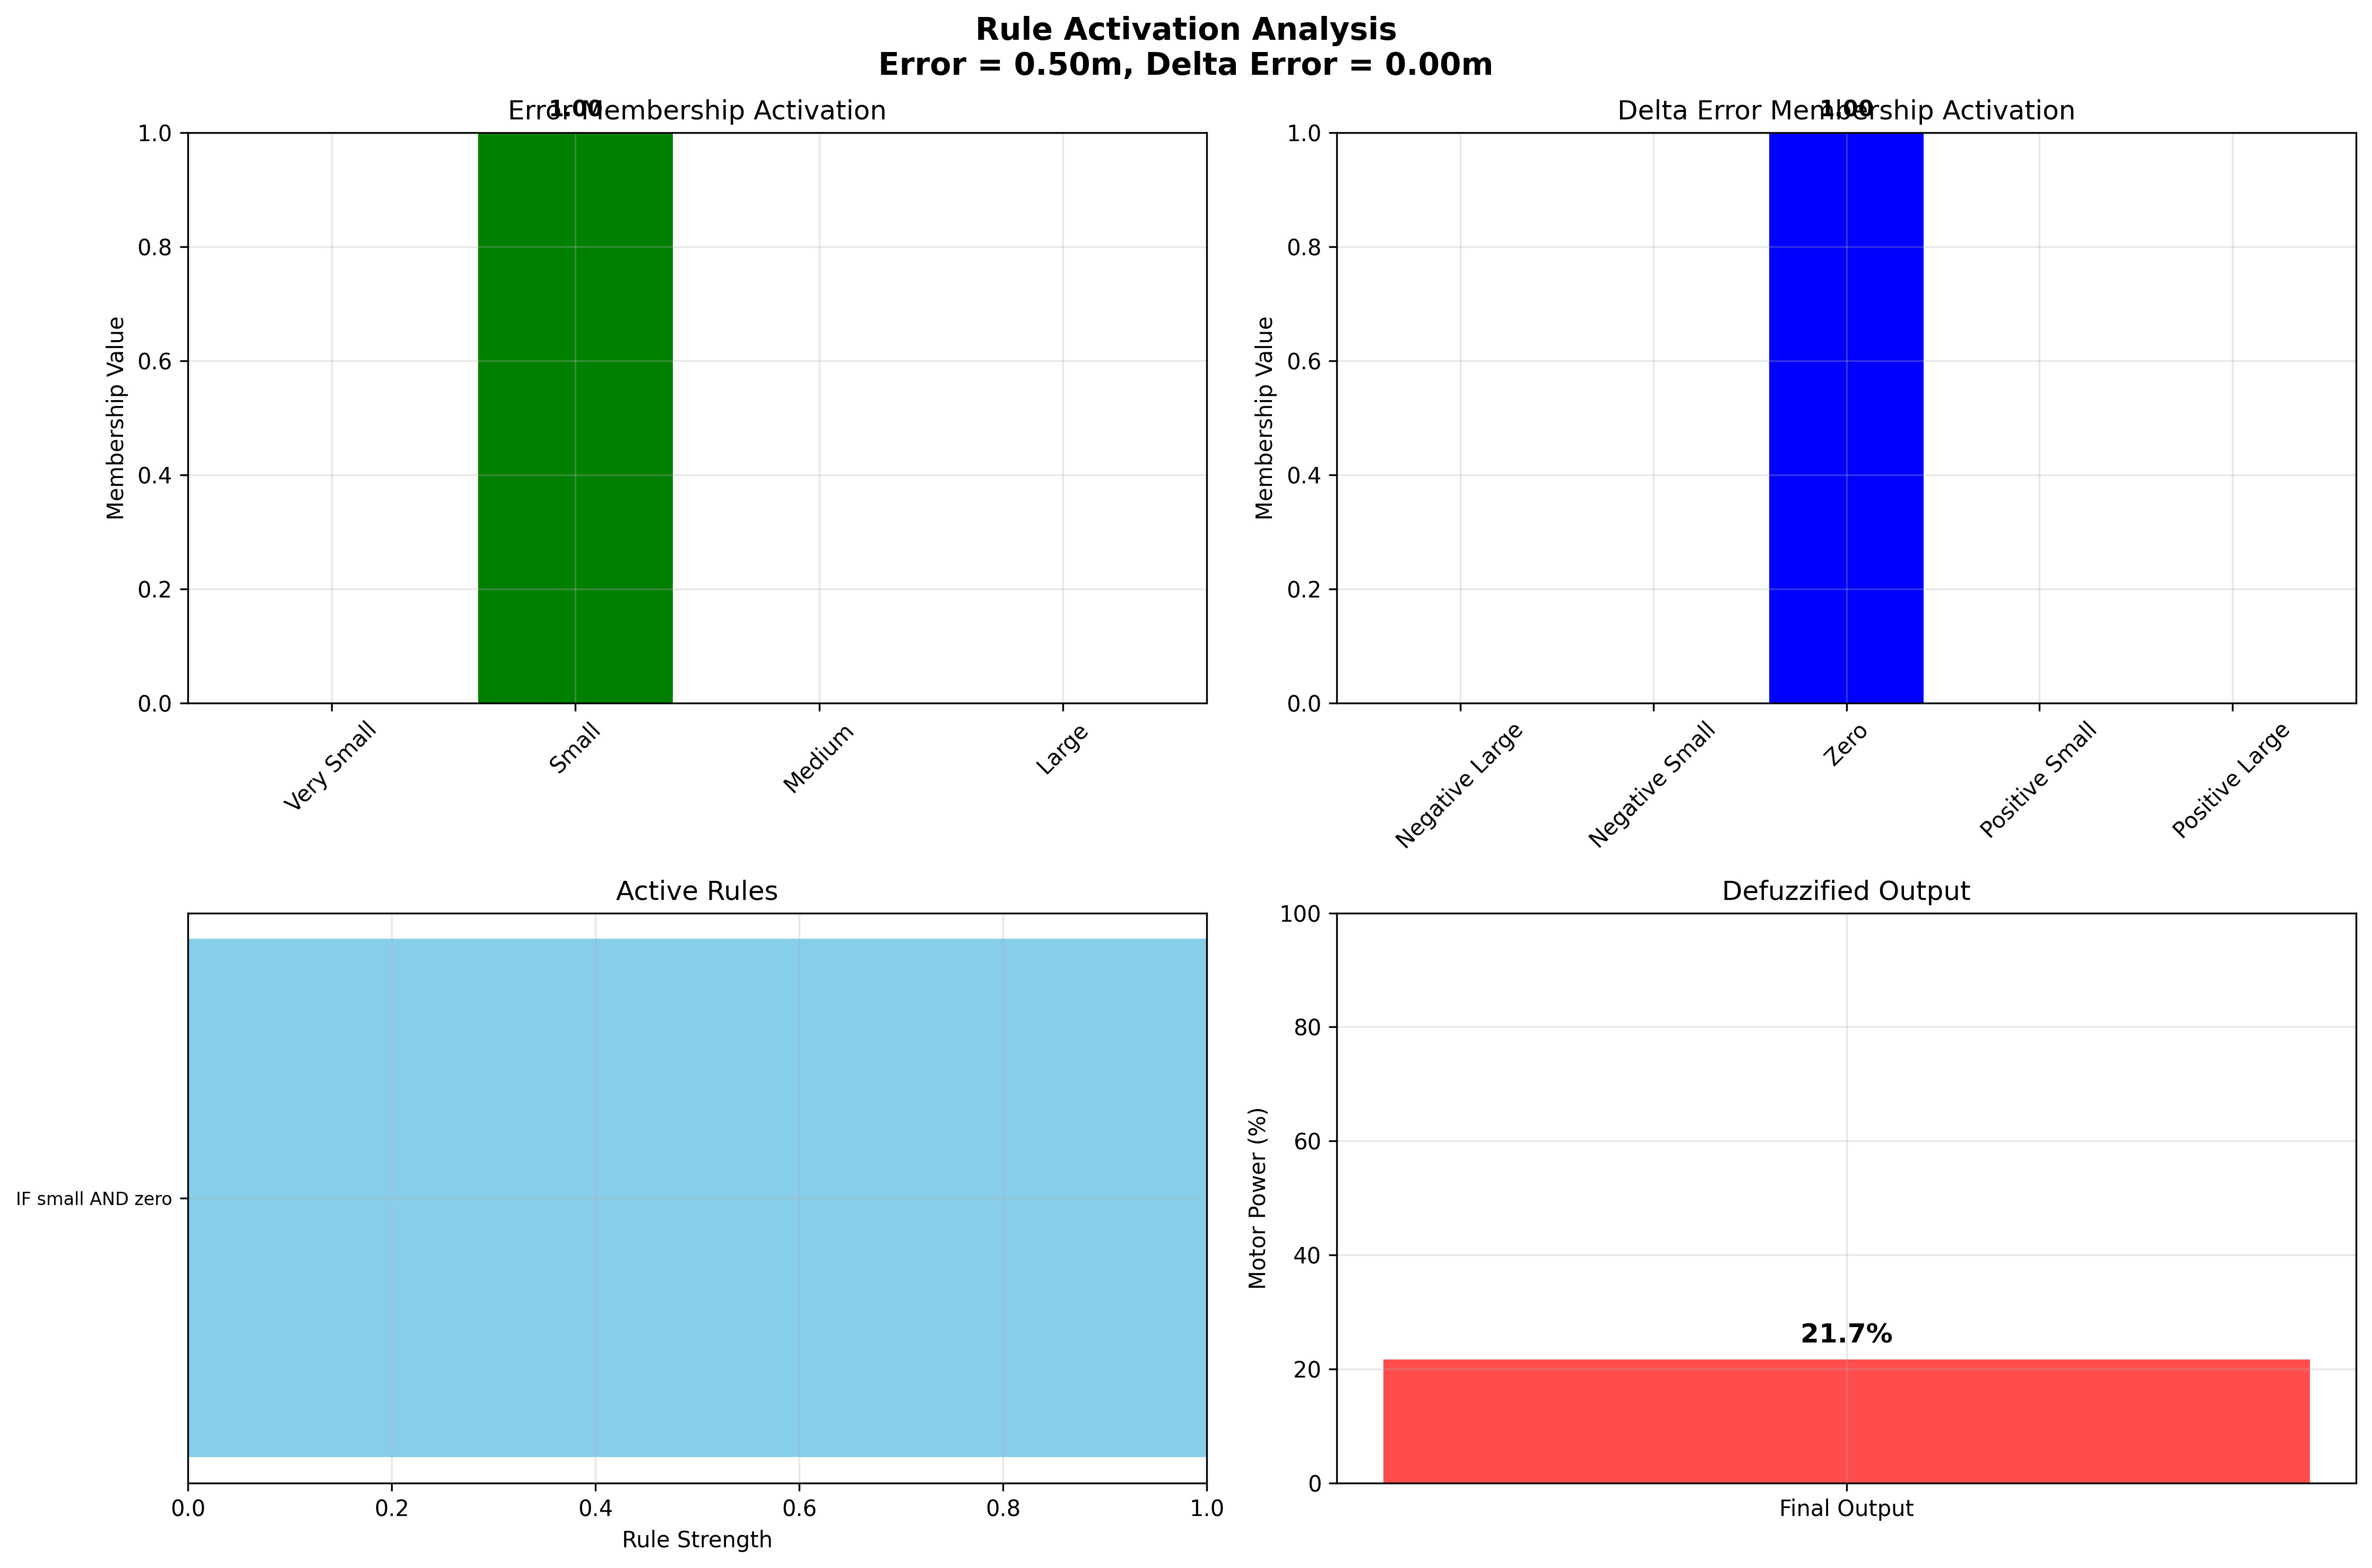 Rule Activation Analysis
Error = 0.50m, Delta Error = 0.00m
Error Membership Activation
1.00
1.0
0.8
0.6
0.4
0.2
0.0
Membership Value
Very Small
Small
Medium
Large
Delta Error Membership Activation
1.00
1.0
0.8
0.6
0.4
0.2
0.0
Membership Value
Negative Large
Negative Small
Zero
Positive Small
Positive Large
Active Rules
IF small AND zero
0.0
0.2
0.4
0.6
0.8
1.0
Rule Strength
Defuzzified Output
100
80
60
40
20
0
Motor Power (%)
21.7%
Final Output